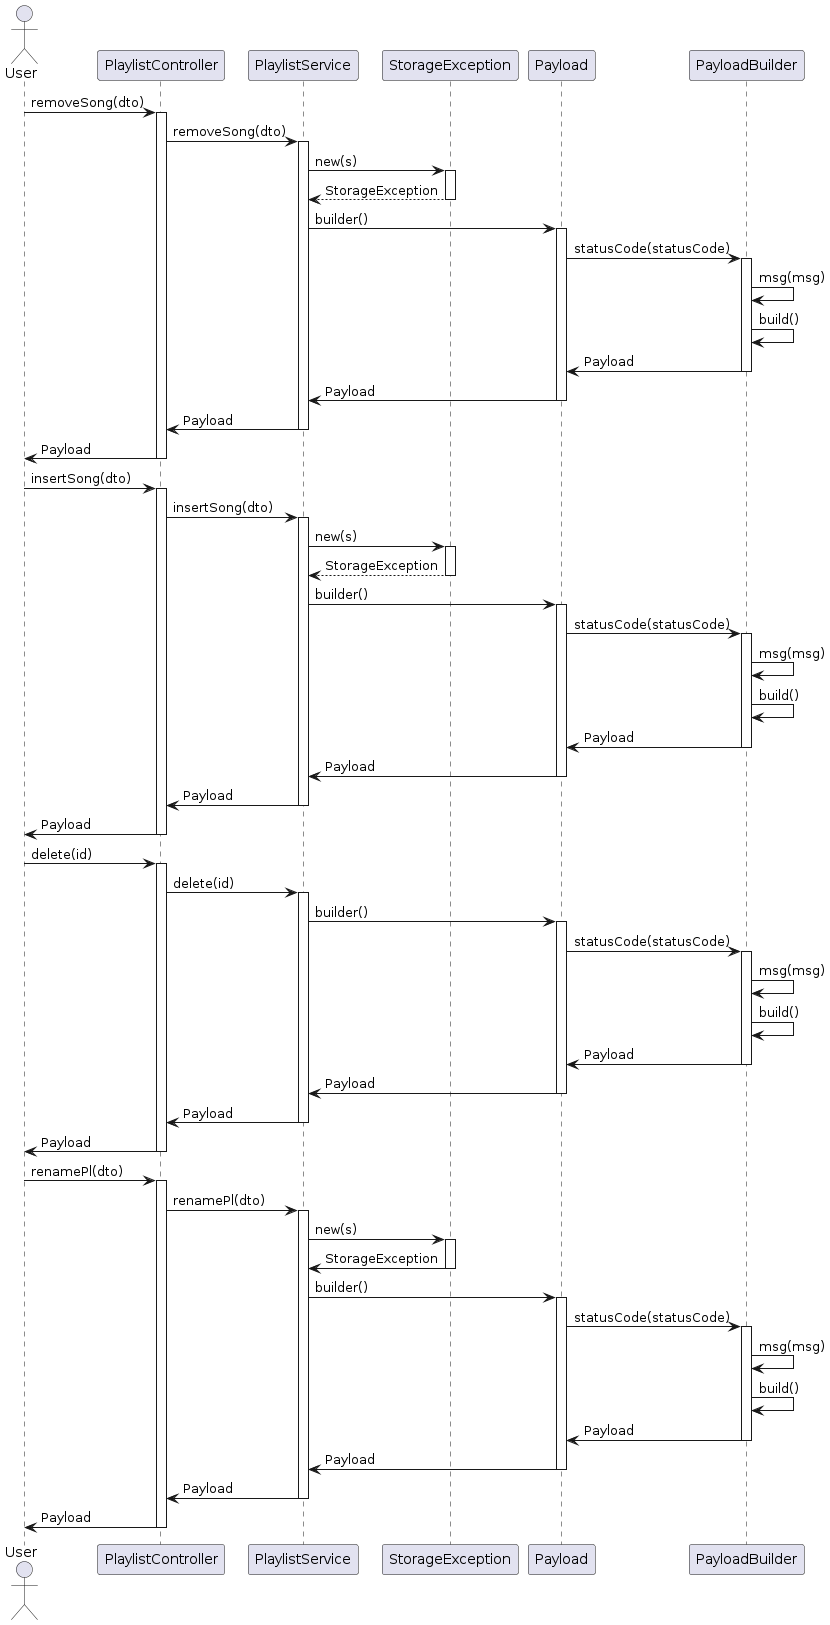 User
PlaylistController
PlaylistService
StorageException
Payload
PayloadBuilder
removeSong(dto)
removeSong(dto)
new(s)
StorageException
builder()
statusCode(statusCode)
msg(msg)
build()
Payload
Payload
Payload
Payload
insertSong(dto)
insertSong(dto)
new(s)
StorageException
builder()
statusCode(statusCode)
msg(msg)
build()
Payload
Payload
Payload
Payload
delete(id)
delete(id)
builder()
statusCode(statusCode)
msg(msg)
build()
Payload
Payload
Payload
Payload
renamePl(dto)
renamePl(dto)
new(s)
StorageException
builder()
statusCode(statusCode)
msg(msg)
build()
Payload
Payload
Payload
Payload
User
PlaylistController
PlaylistService
StorageException
Payload
PayloadBuilder